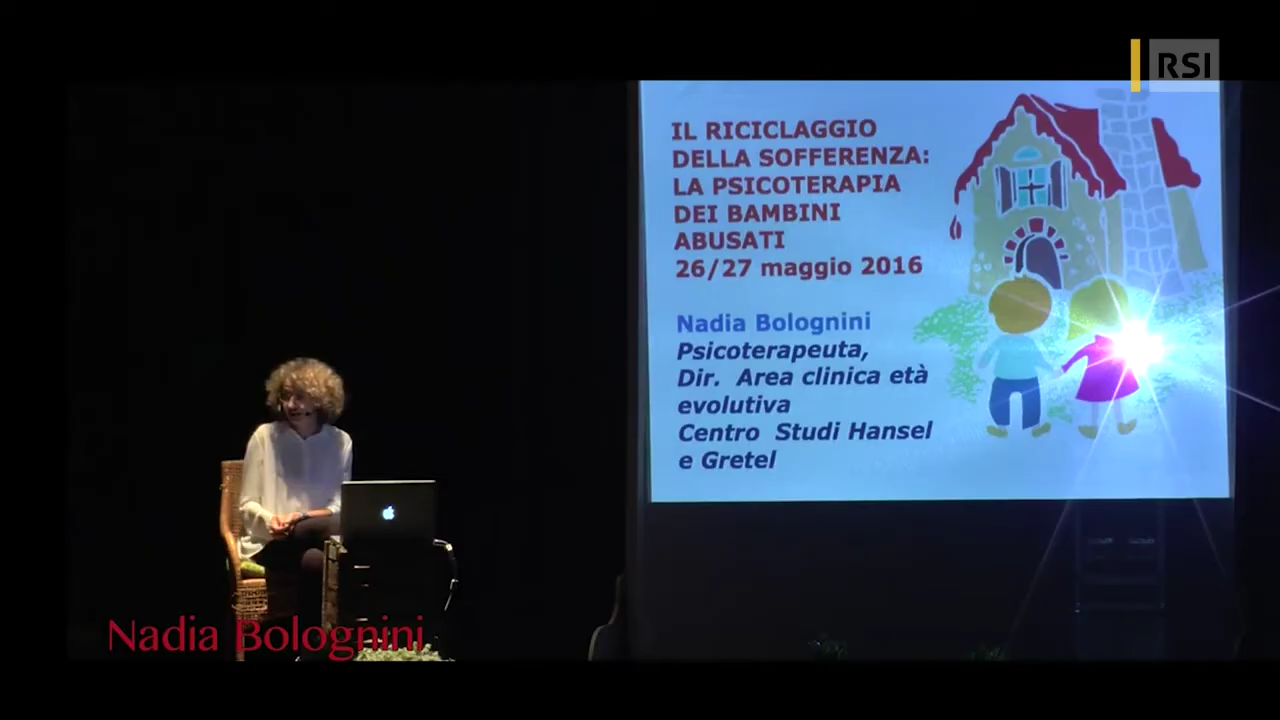 RSI
IL RICICLAGGIO
DELLA SOFFERENZA:
LA PSICOTERAPIA
DEI BAMBINI
ABUSATI
26/27 maggio 2016
Nadia Bolognini
Psicoterapeuta,
Dir. Area clinica età
evolutiva
Centro Studi Hansel
e Gretel
Nadia Bolognini